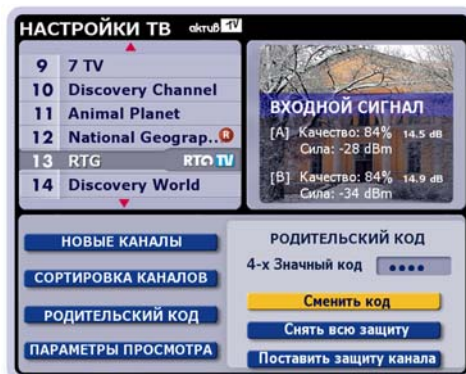 НАСТРОЙКИ ТВ актив TV
9 7 TV
10 Discovery Channel
11 Animal Planet
12 National Geograp.. R
13 RTG RTG TV
14 Discovery World
ВХОДНОЙ СИГНАЛ
[A] Качество: 84% 14.5 dB
Сила: -28 dBm
[B] Качество: 84% 14.9 dB
Сила: -34 dBm
НОВЫЕ КАНАЛЫ
СОРТИРОВКА КАНАЛОВ
РОДИТЕЛЬСКИЙ КОД
ПАРАМЕТРЫ ПРОСМОТРА
РОДИТЕЛЬСКИЙ КОД
4-х Значный код ●●●●
Сменить код
Снять всю защиту
Поставить защиту канала